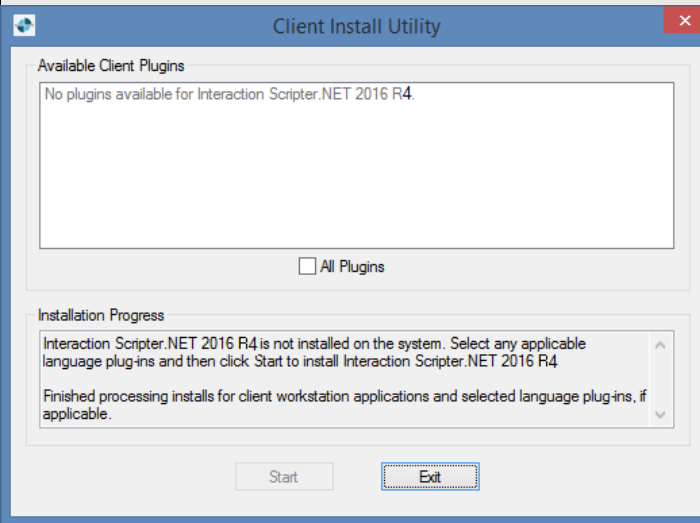 Client Install Utility
Available Client Plugins
No plugins available for Interaction Scripter.NET 2016 R4.
All Plugins
Installation Progress
Interaction Scripter.NET 2016 R4 is not installed on the system. Select any applicable
language plug-ins and then click Start to install Interaction Scripter.NET 2016 R4
Finished processing installs for client workstation applications and selected language plug-ins, if
applicable.
Start
Exit